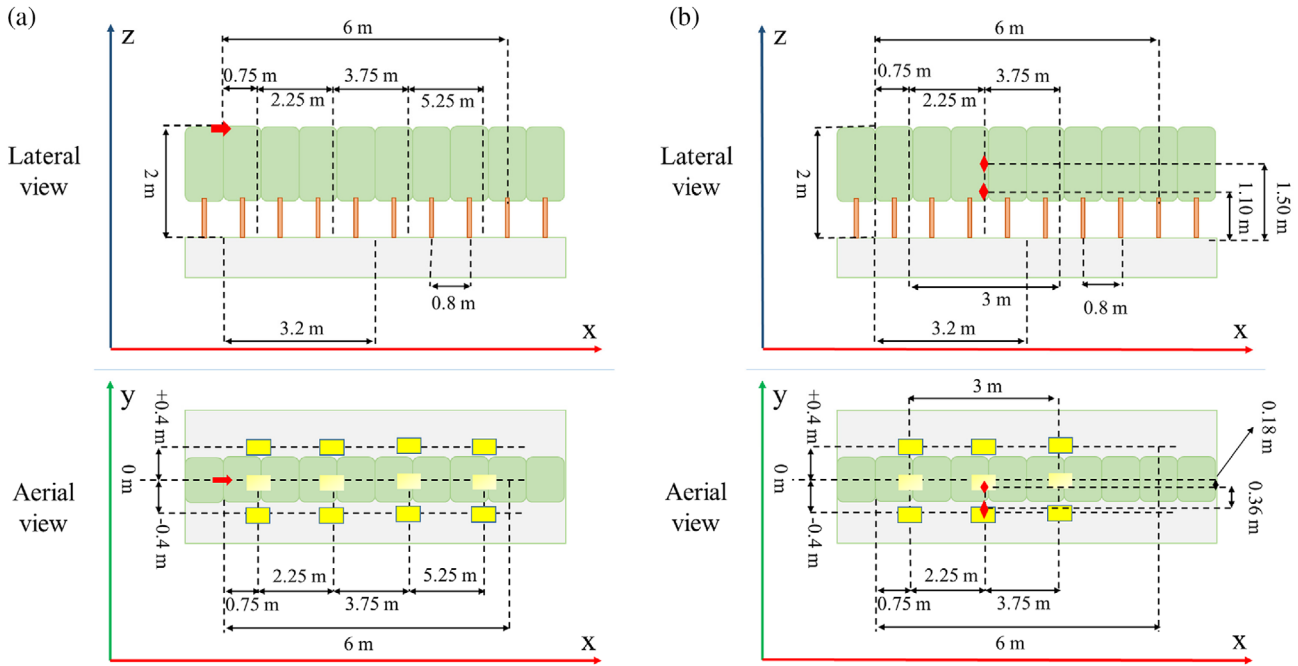 (a)
z
6 m
0.75 m
3.75 m
2.25 m
5.25 m
Lateral
view
2 m
0.8 m
3.2 m
x
y
+0.4 m
0 m
-0.4 m
Aerial
view
2.25 m
5.25 m
0.75 m
3.75 m
6 m
x
(b)
z
6 m
0.75 m
3.75 m
2.25 m
Lateral
view
2 m
1.10 m
1.50 m
3 m
0.8 m
3.2 m
x
y
3 m
+0.4 m
0 m
-0.4 m
0.18 m
0.36 m
Aerial
view
2.25 m
0.75 m
3.75 m
6 m
x